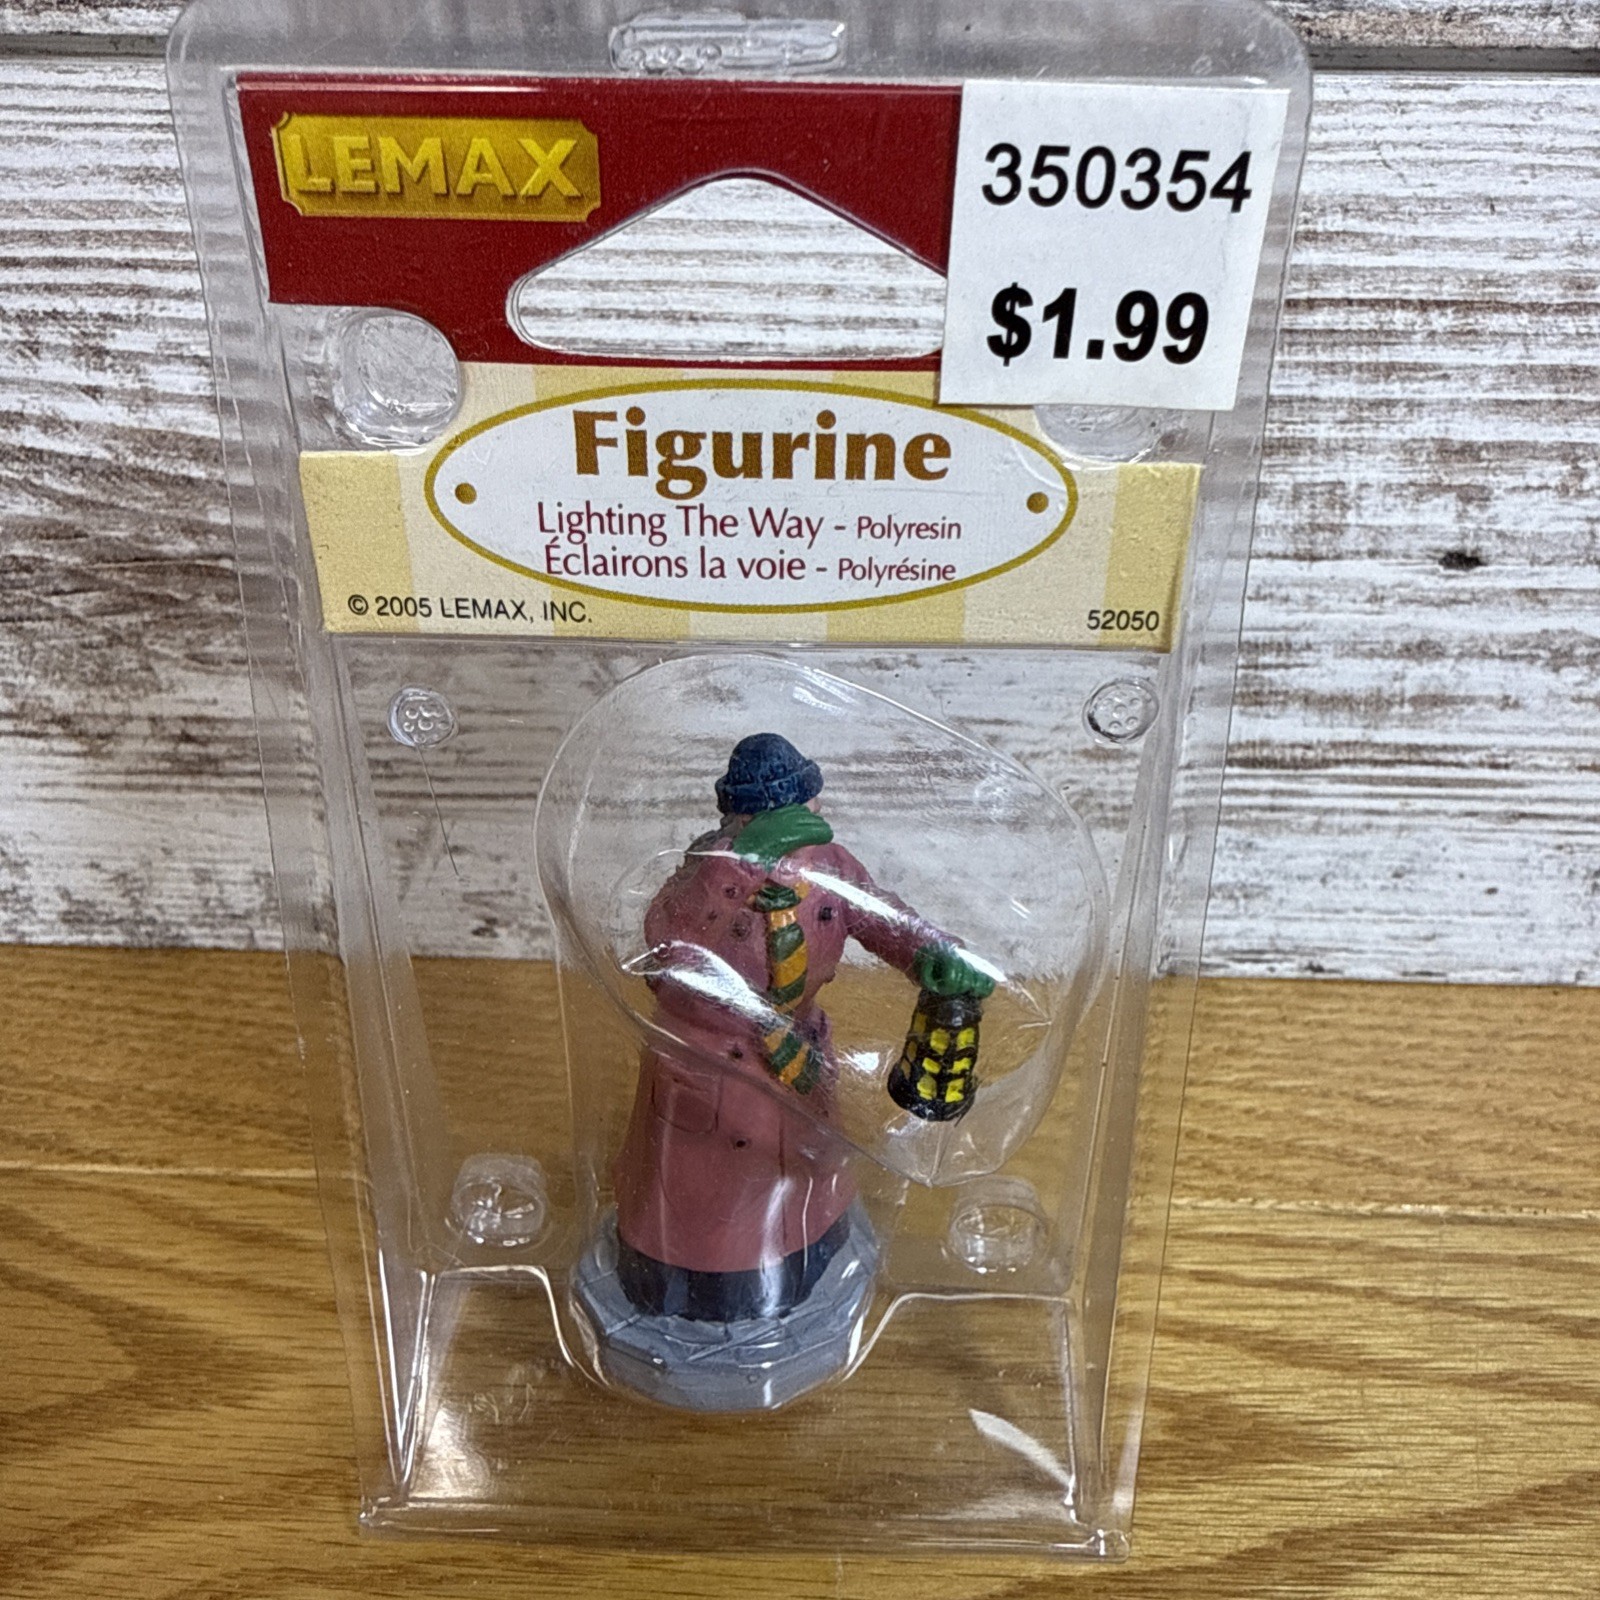 LEMAX
350354
$1.99
Figurine
Lighting The Way - Polyresin
Éclairons la voie - Polyrésine
© 2005 LEMAX, INC.
52050